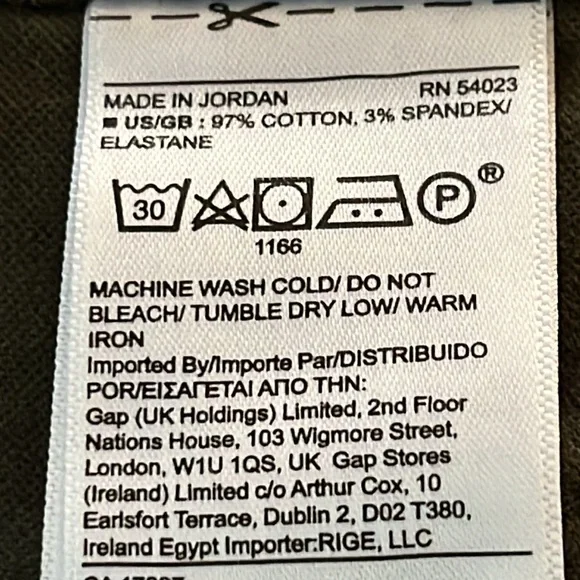 MADE IN JORDAN RN 54023
■ US/GB : 97% COTTON, 3% SPANDEX/
ELASTANE
30 P ®
1166
MACHINE WASH COLD/ DO NOT
BLEACH/ TUMBLE DRY LOW/ WARM
IRON
Imported By/Importe Par/DISTRIBUIDO
POR/ΕΙΣΑΓΕΤΑΙ ΑΠΟ ΤΗΝ:
Gap (UK Holdings) Limited, 2nd Floor
Nations House, 103 Wigmore Street,
London, W1U 1QS, UK Gap Stores
(Ireland) Limited c/o Arthur Cox, 10
Earlsfort Terrace, Dublin 2, D02 T380,
Ireland Egypt Importer:RIGE, LLC